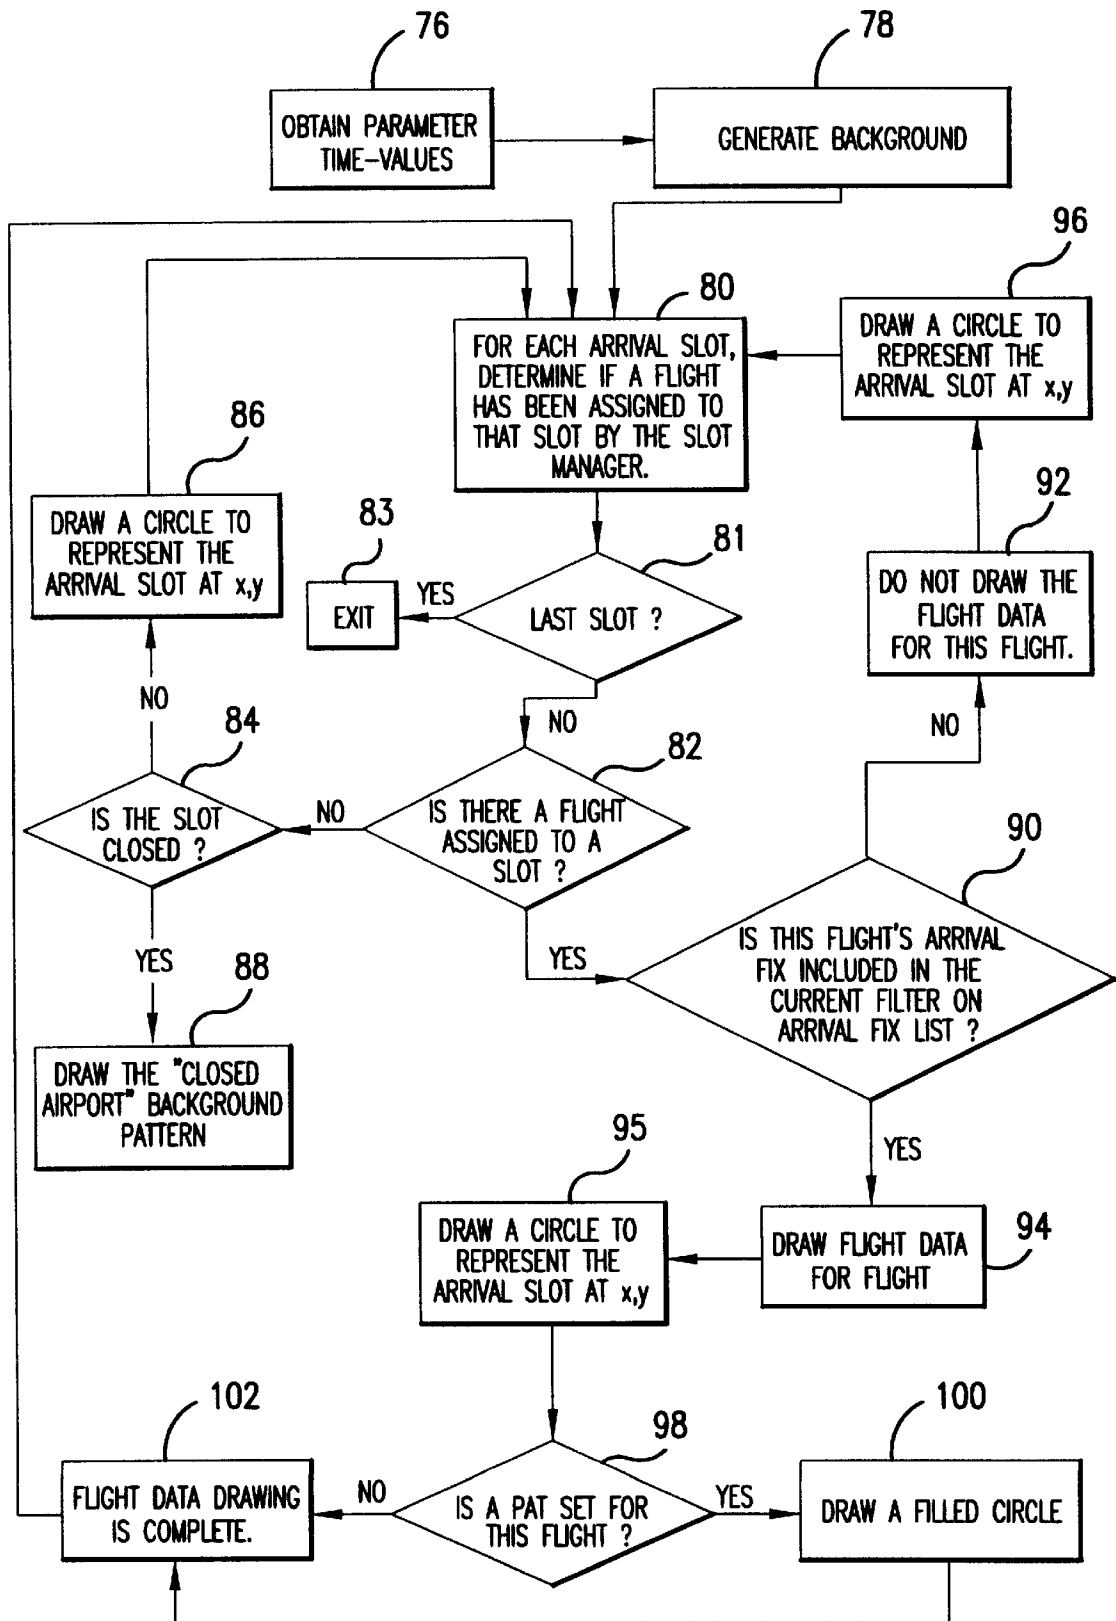 76
78
OBTAIN PARAMETER
TIME-VALUES
GENERATE BACKGROUND
96
80
DRAW A CIRCLE TO
REPRESENT THE
ARRIVAL SLOT AT x,y
FOR EACH ARRIVAL SLOT,
DETERMINE IF A FLIGHT
HAS BEEN ASSIGNED TO
THAT SLOT BY THE SLOT
MANAGER.
86
DRAW A CIRCLE TO
REPRESENT THE
ARRIVAL SLOT AT x,y
83
EXIT
YES
81
LAST SLOT ?
92
DO NOT DRAW THE
FLIGHT DATA
FOR THIS FLIGHT.
NO
NO
NO
84
IS THE SLOT
CLOSED ?
NO
82
IS THERE A FLIGHT
ASSIGNED TO A
SLOT ?
90
IS THIS FLIGHT'S ARRIVAL
FIX INCLUDED IN THE
CURRENT FILTER ON
ARRIVAL FIX LIST ?
YES
YES
88
DRAW THE "CLOSED
AIRPORT" BACKGROUND
PATTERN
YES
95
DRAW A CIRCLE TO
REPRESENT THE
ARRIVAL SLOT AT x,y
94
DRAW FLIGHT DATA
FOR FLIGHT
102
FLIGHT DATA DRAWING
IS COMPLETE.
NO
98
IS A PAT SET FOR
THIS FLIGHT ?
YES
100
DRAW A FILLED CIRCLE